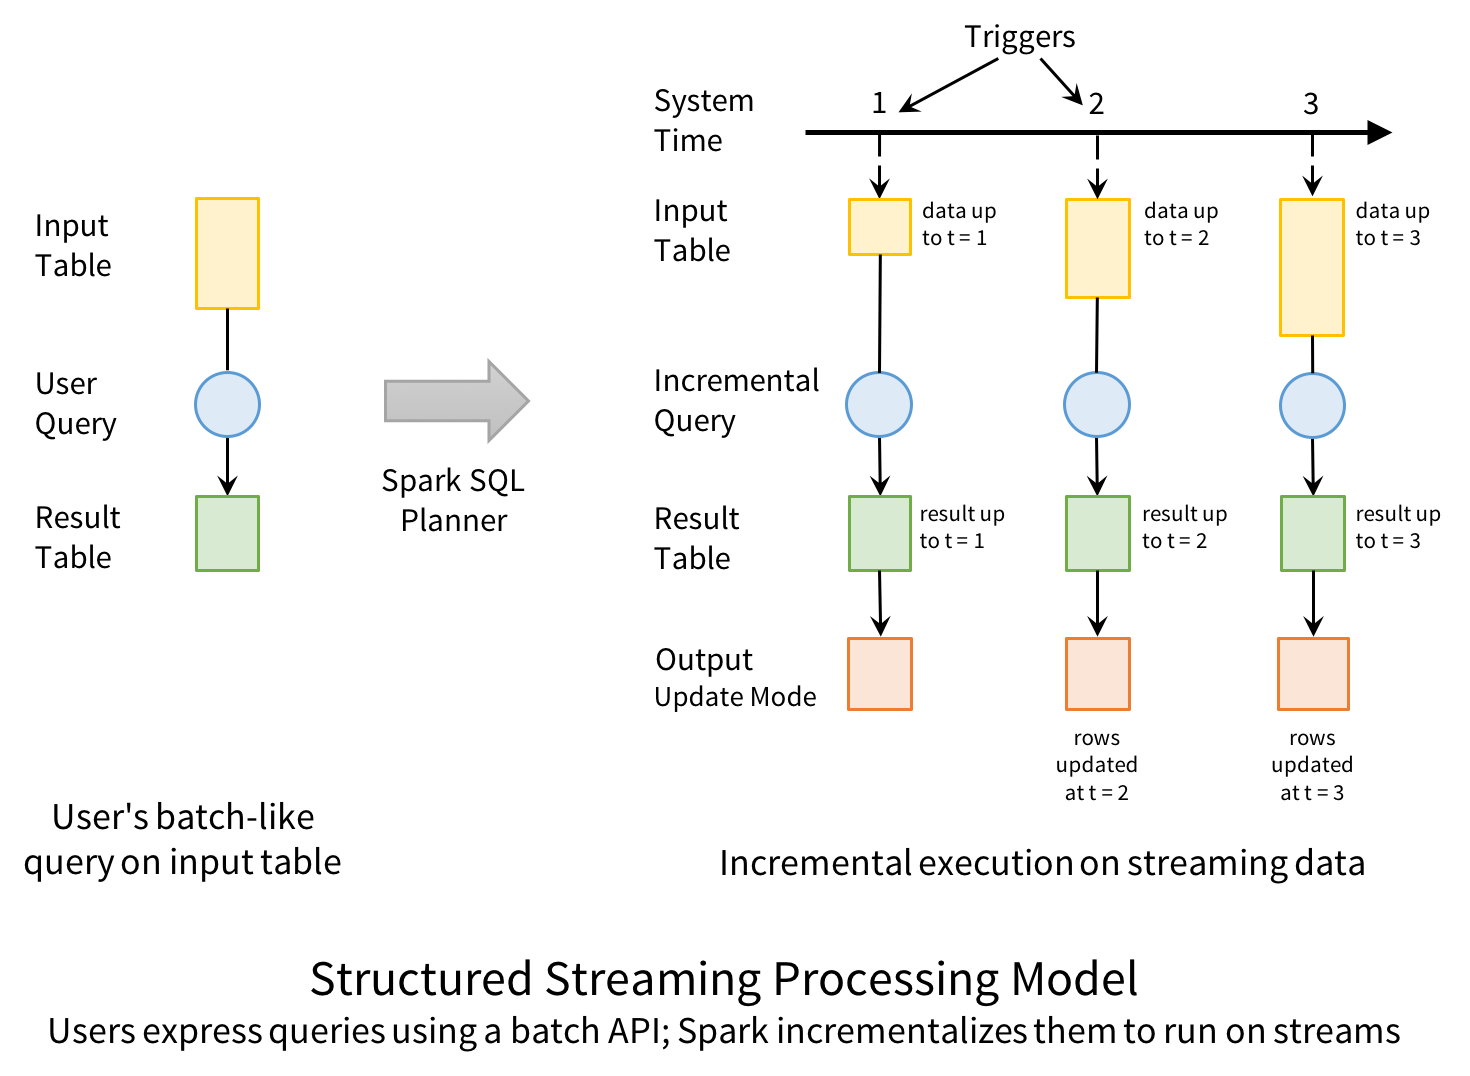 Triggers
System
Time
1
2
3
Input
Table
User
Query
Result
Table
Spark SQL
Planner
Input
Table
data up
to t = 1
data up
to t = 2
data up
to t = 3
Incremental
Query
Result
Table
result up
to t = 1
result up
to t = 2
result up
to t = 3
Output
Update Mode
rows
updated
at t = 2
rows
updated
at t = 3
User's batch-like
query on input table
Incremental execution on streaming data
Structured Streaming Processing Model
Users express queries using a batch API; Spark incrementalizes them to run on streams